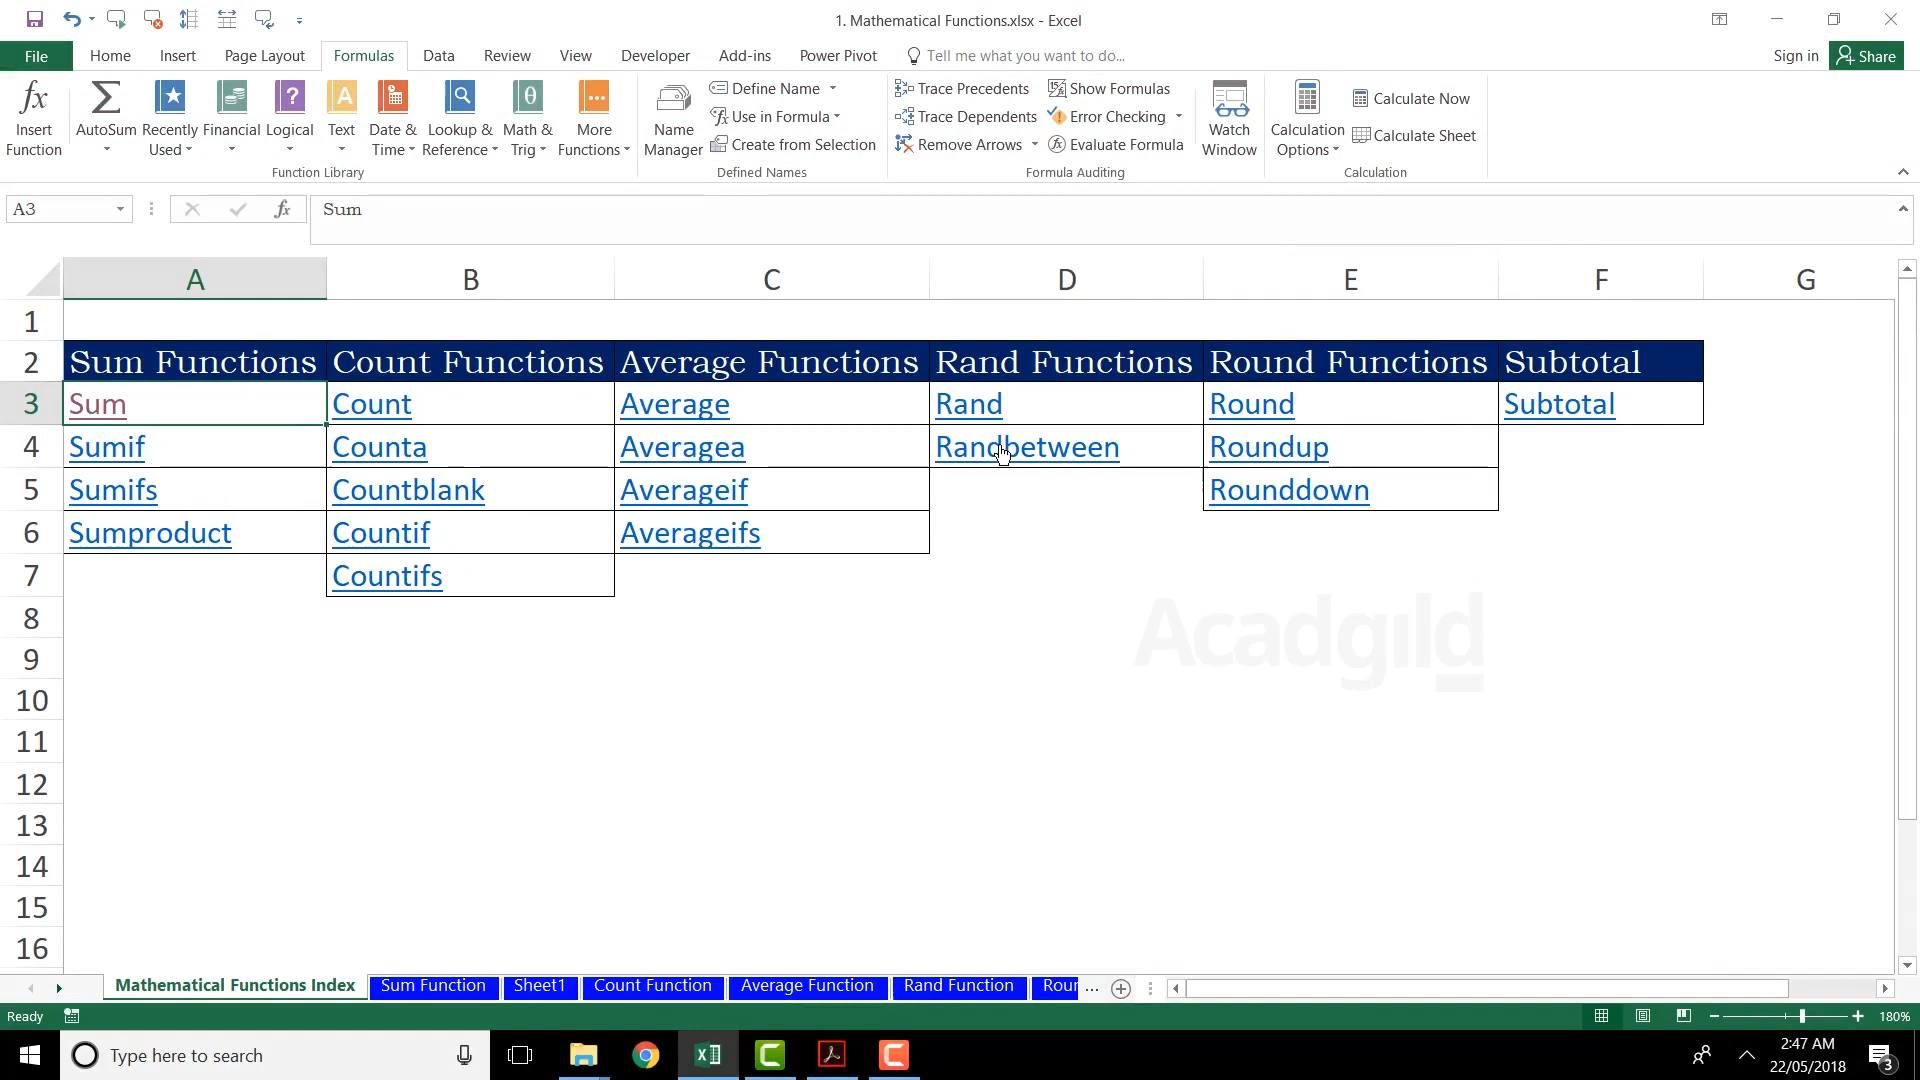 1. Mathematical Functions.xlsx - Excel
File Home Insert Page Layout Formulas Data Review View Developer Add-ins Power Pivot Tell me what you want to do... Sign in Share
Insert Function
AutoSum
Recently Used
Financial
Logical
Text
Date & Time
Lookup & Reference
Math & Trig
More Functions
Function Library
Name Manager
Define Name
Use in Formula
Create from Selection
Defined Names
Trace Precedents
Trace Dependents
Remove Arrows
Show Formulas
Error Checking
Evaluate Formula
Formula Auditing
Watch Window
Calculation Options
Calculate Now
Calculate Sheet
Calculation
A3 fx Sum
A B C D E F G
1
2 Sum Functions Count Functions Average Functions Rand Functions Round Functions Subtotal
3 Sum Count Average Rand Round Subtotal
4 Sumif Counta Averagea Randbetween Roundup
5 Sumifs Countblank Averageif Rounddown
6 Sumproduct Countif Averageifs
7 Countifs
8
9
10
11
12
13
14
15
16
Acadgild
Mathematical Functions Index Sum Function Sheet1 Count Function Average Function Rand Function Rour ...
Ready 180%
Type here to search
2:47 AM
22/05/2018
3